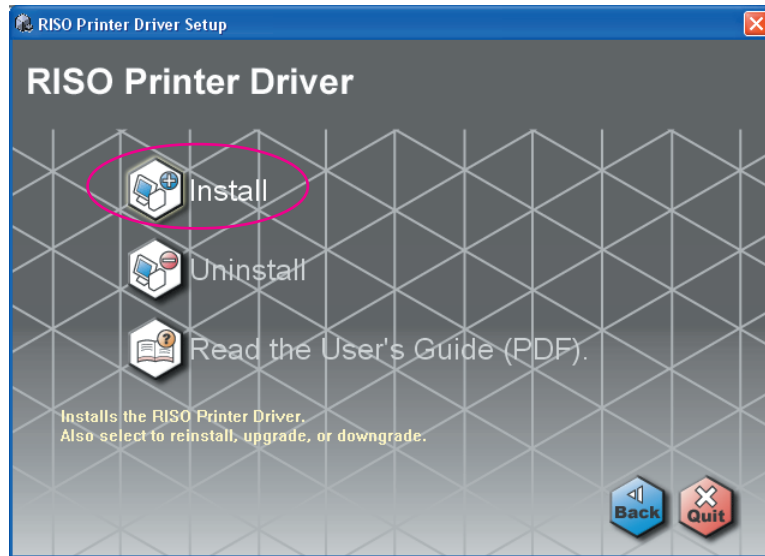 RISO Printer Driver Setup
RISO Printer Driver
Install
Uninstall
Read the User's Guide (PDF).
Installs the RISO Printer Driver.
Also select to reinstall, upgrade, or downgrade.
Back
Quit